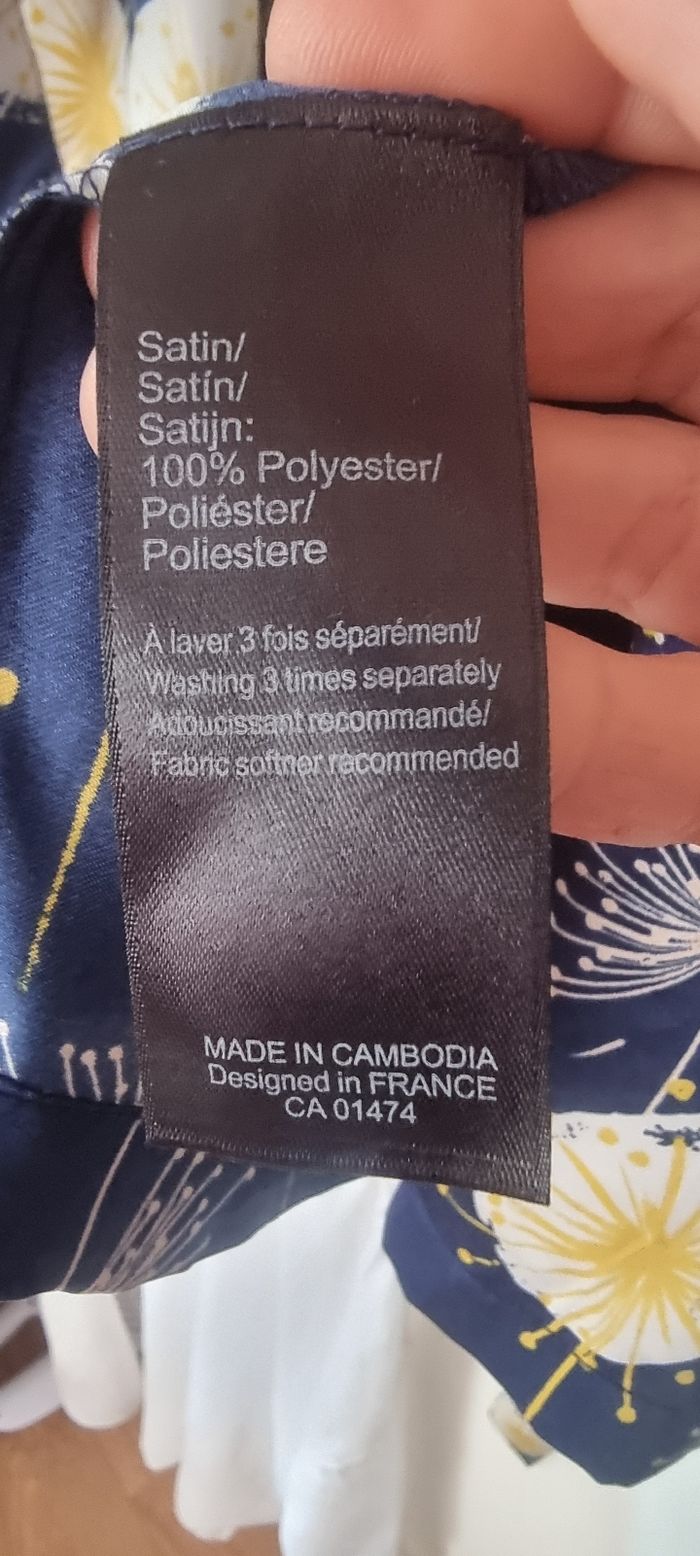 Satin/
Satín/
Satijn:
100% Polyester/
Poliéster/
Poliestere
À laver 3 fois séparément/
Washing 3 times separately
Adoucissant recommandé/
Fabric softner recommended
MADE IN CAMBODIA
Designed in FRANCE
CA 01474